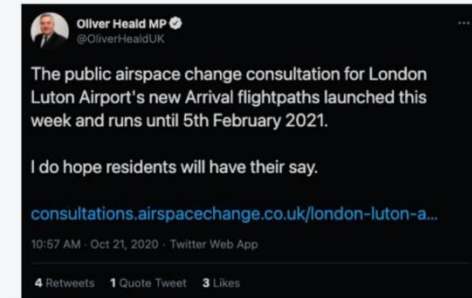 Oliver Heald MP
@OliverHealdUK
The public airspace change consultation for London
Luton Airport's new Arrival flightpaths launched this
week and runs until 5th February 2021.
I do hope residents will have their say.
consultations.airspacechange.co.uk/london-luton-a...
10:57 AM · Oct 21, 2020 · Twitter Web App
4 Retweets 1 Quote Tweet 3 Likes